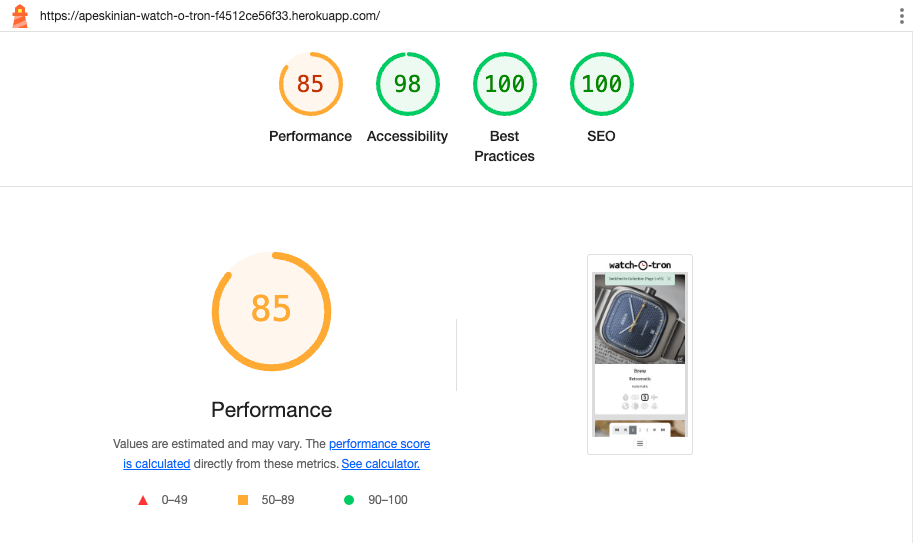 https://apeskinian-watch-o-tron-f4512ce56f33.herokuapp.com/
85
98
100
100
Performance
Accessibility
Best
Practices
SEO
85
Performance
Values are estimated and may vary. The performance score
is calculated directly from these metrics. See calculator.
0–49
50–89
90–100
watch-o-tron
Brew
Retromatic